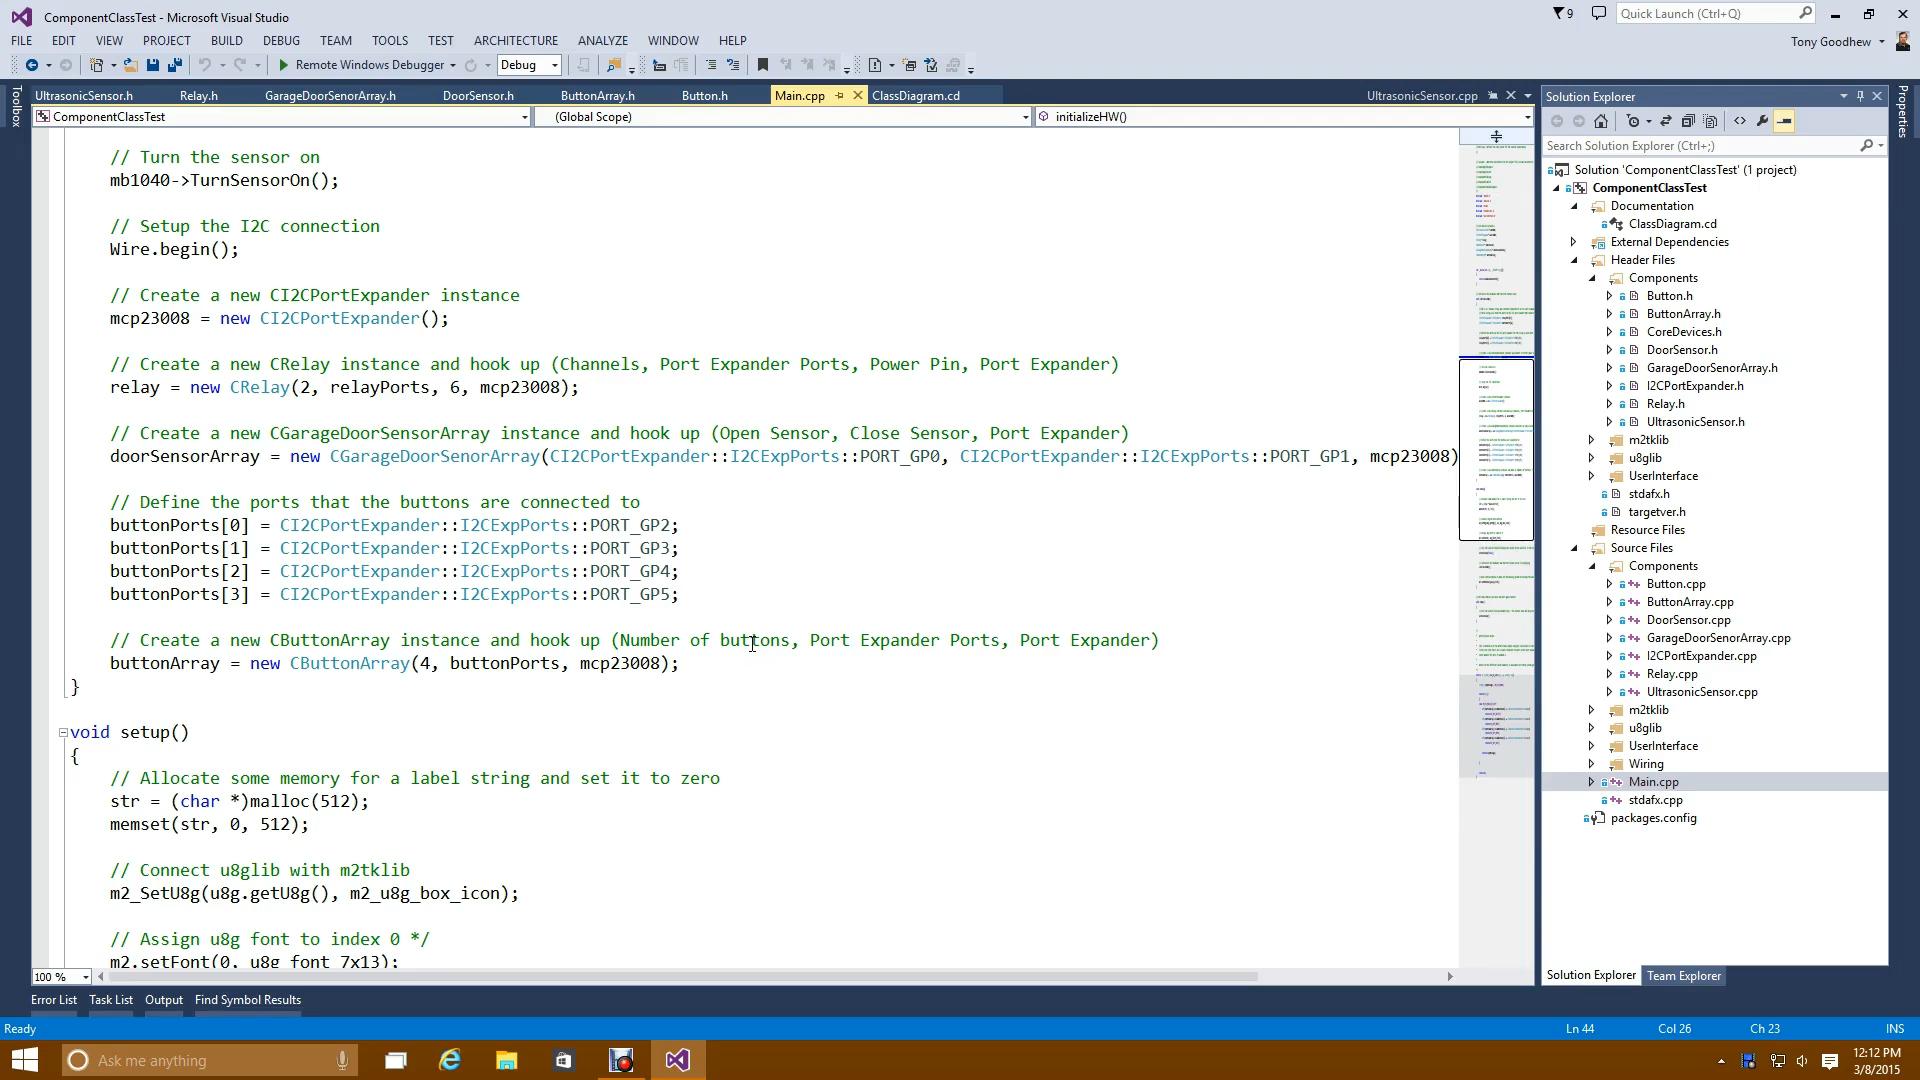 ComponentClassTest - Microsoft Visual Studio
9
Quick Launch (Ctrl+Q)
FILE EDIT VIEW PROJECT BUILD DEBUG TEAM TOOLS TEST ARCHITECTURE ANALYZE WINDOW HELP
Tony Goodhew
Remote Windows Debugger
Debug
Toolbox
UltrasonicSensor.h Relay.h GarageDoorSenorArray.h DoorSensor.h ButtonArray.h Button.h Main.cpp ClassDiagram.cd UltrasonicSensor.cpp
ComponentClassTest (Global Scope) initializeHW()
// Turn the sensor on
mb1040->TurnSensorOn();
// Setup the I2C connection
Wire.begin();
// Create a new CI2CPortExpander instance
mcp23008 = new CI2CPortExpander();
// Create a new CRelay instance and hook up (Channels, Port Expander Ports, Power Pin, Port Expander)
relay = new CRelay(2, relayPorts, 6, mcp23008);
// Create a new CGarageDoorSensorArray instance and hook up (Open Sensor, Close Sensor, Port Expander)
doorSensorArray = new CGarageDoorSenorArray(CI2CPortExpander::I2CExpPorts::PORT_GP0, CI2CPortExpander::I2CExpPorts::PORT_GP1, mcp23008)
// Define the ports that the buttons are connected to
buttonPorts[0] = CI2CPortExpander::I2CExpPorts::PORT_GP2;
buttonPorts[1] = CI2CPortExpander::I2CExpPorts::PORT_GP3;
buttonPorts[2] = CI2CPortExpander::I2CExpPorts::PORT_GP4;
buttonPorts[3] = CI2CPortExpander::I2CExpPorts::PORT_GP5;
// Create a new CButtonArray instance and hook up (Number of buttons, Port Expander Ports, Port Expander)
buttonArray = new CButtonArray(4, buttonPorts, mcp23008);
}
void setup()
{
// Allocate some memory for a label string and set it to zero
str = (char *)malloc(512);
memset(str, 0, 512);
// Connect u8glib with m2tklib
m2_SetU8g(u8g.getU8g(), m2_u8g_box_icon);
// Assign u8g font to index 0 */
m2.setFont(0, u8g_font_7x13);
100 %
Solution Explorer
Search Solution Explorer (Ctrl+;)
Solution 'ComponentClassTest' (1 project)
ComponentClassTest
Documentation
ClassDiagram.cd
External Dependencies
Header Files
Components
Button.h
ButtonArray.h
CoreDevices.h
DoorSensor.h
GarageDoorSenorArray.h
I2CPortExpander.h
Relay.h
UltrasonicSensor.h
m2tklib
u8glib
UserInterface
stdafx.h
targetver.h
Resource Files
Source Files
Components
Button.cpp
ButtonArray.cpp
DoorSensor.cpp
GarageDoorSenorArray.cpp
I2CPortExpander.cpp
Relay.cpp
UltrasonicSensor.cpp
m2tklib
u8glib
UserInterface
Wiring
Main.cpp
stdafx.cpp
packages.config
Solution Explorer Team Explorer
Properties
Error List Task List Output Find Symbol Results
Ready
Ln 44 Col 26 Ch 23 INS
Ask me anything
12:12 PM
3/8/2015